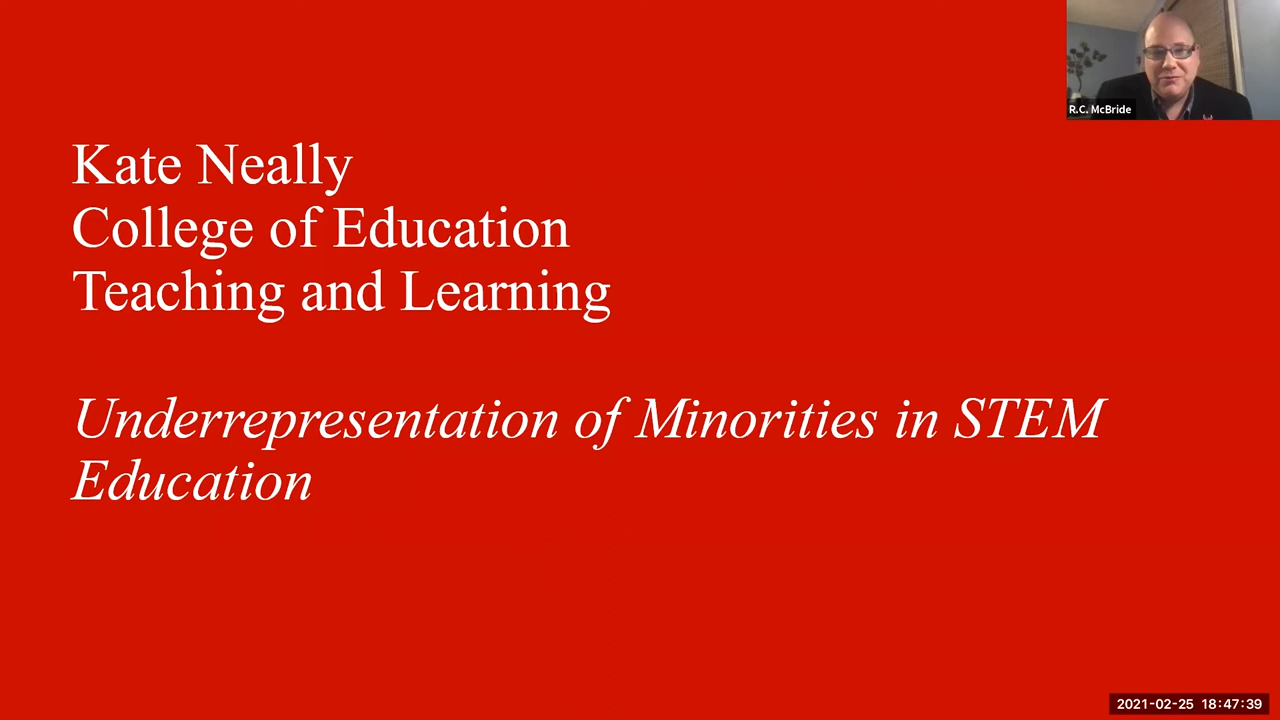 R.C. McBride
Kate Neally
College of Education
Teaching and Learning
Underrepresentation of Minorities in STEM
Education
2021-02-25 18:47:39